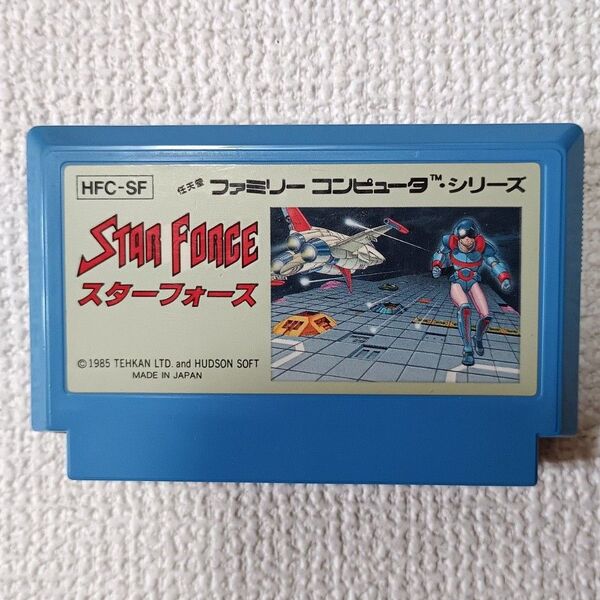 HFC-SF
任天堂 ファミリー コンピュータ™・シリーズ
STAR FORCE
スターフォース
©1985 TEHKAN LTD. and HUDSON SOFT
MADE IN JAPAN